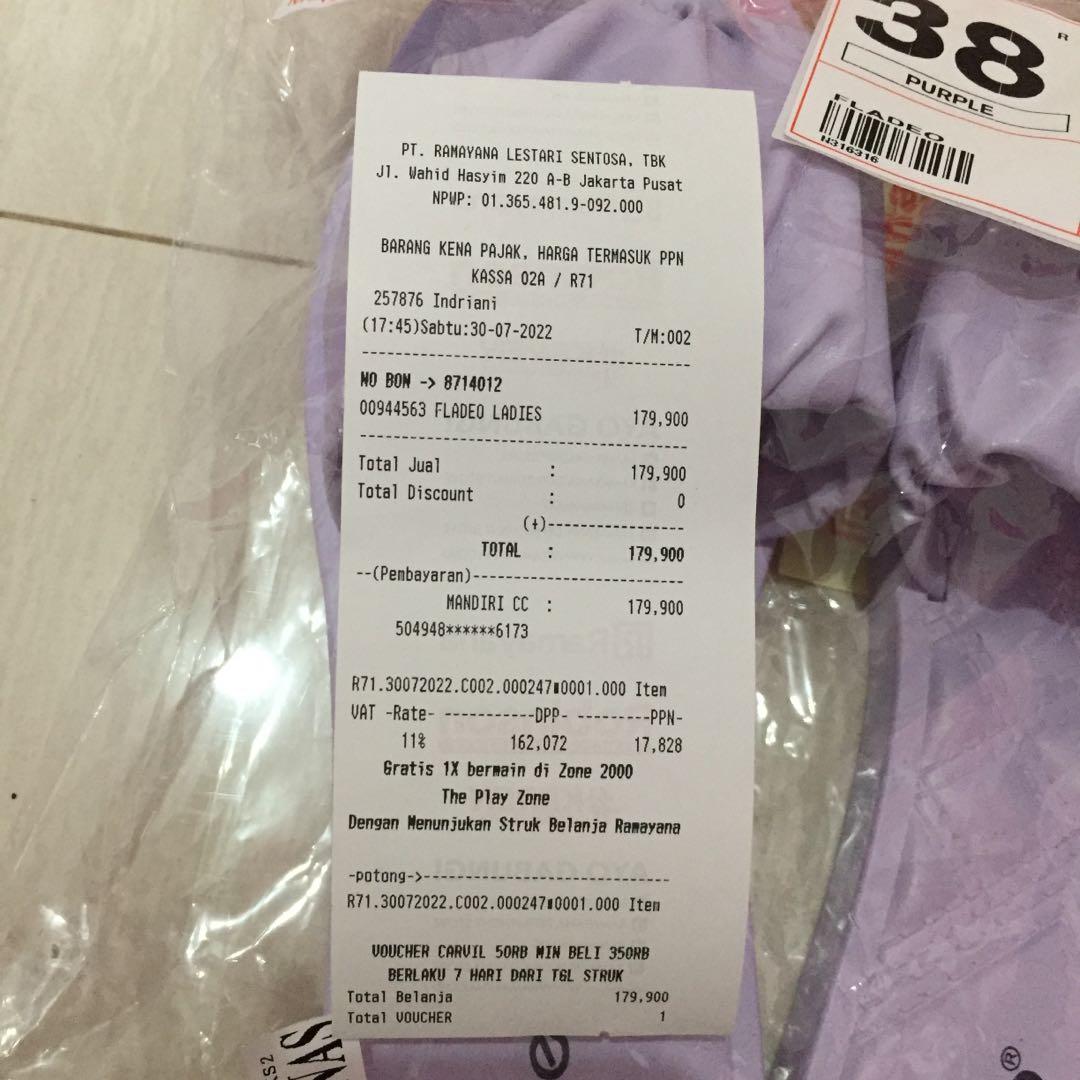 38
R
PURPLE
FLADEO
N316316
PT. RAMAYANA LESTARI SENTOSA, TBK
Jl. Wahid Hasyim 220 A-B Jakarta Pusat
NPWP: 01.365.481.9-092.000
BARANG KENA PAJAK, HARGA TERMASUK PPN
KASSA 02A / R71
257876 Indriani
(17:45)Sabtu:30-07-2022 T/M:002
NO BON -> 8714012
00944563 FLADEO LADIES 179,900
Total Jual : 179,900
Total Discount : 0
(+)----------------
TOTAL : 179,900
--(Pembayaran)-------------------------
MANDIRI CC : 179,900
504948******6173
R71.30072022.C002.000247∎0001.000 Item
VAT -Rate- -----------DPP- ---------PPN-
11% 162,072 17,828
Gratis 1X bermain di Zone 2000
The Play Zone
Dengan Menunjukan Struk Belanja Ramayana
-potong->-----------------------------
R71.30072022.C002.000247∎0001.000 Item
VOUCHER CARVIL 50RB MIN BELI 350RB
BERLAKU 7 HARI DARI TGL STRUK
Total Belanja 179,900
Total VOUCHER 1